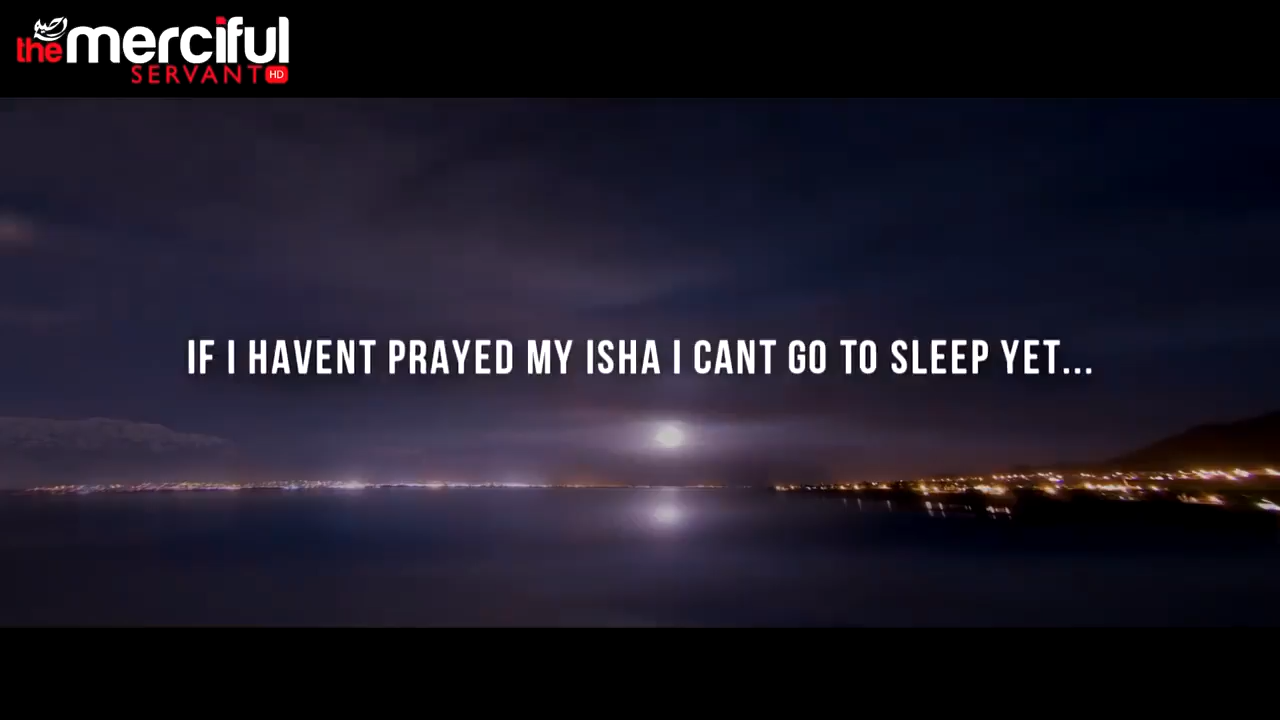 the merciful
SERVANT HD
IF I HAVENT PRAYED MY ISHA I CANT GO TO SLEEP YET...